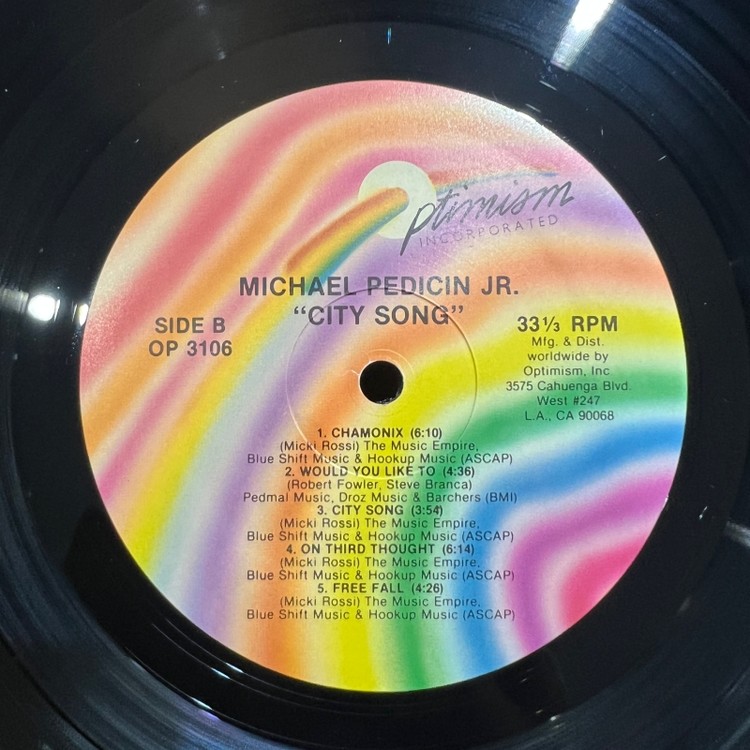 Optimism
INCORPORATED
MICHAEL PEDICIN JR.
“CITY SONG”
SIDE B
OP 3106
33⅓ RPM
Mfg. & Dist.
worldwide by
Optimism, Inc.
3575 Cahuenga Blvd.
West #247
L.A., CA 90068
1. CHAMONIX (6:10)
(Micki Rossi) The Music Empire,
Blue Shift Music & Hookup Music (ASCAP)
2. WOULD YOU LIKE TO (4:36)
(Robert Fowler, Steve Branca)
Pedmal Music, Droz Music & Barchers (BMI)
3. CITY SONG (3:54)
(Micki Rossi) The Music Empire,
Blue Shift Music & Hookup Music (ASCAP)
4. ON THIRD THOUGHT (6:14)
(Micki Rossi) The Music Empire,
Blue Shift Music & Hookup Music (ASCAP)
5. FREE FALL (4:26)
(Micki Rossi) The Music Empire,
Blue Shift Music & Hookup Music (ASCAP)